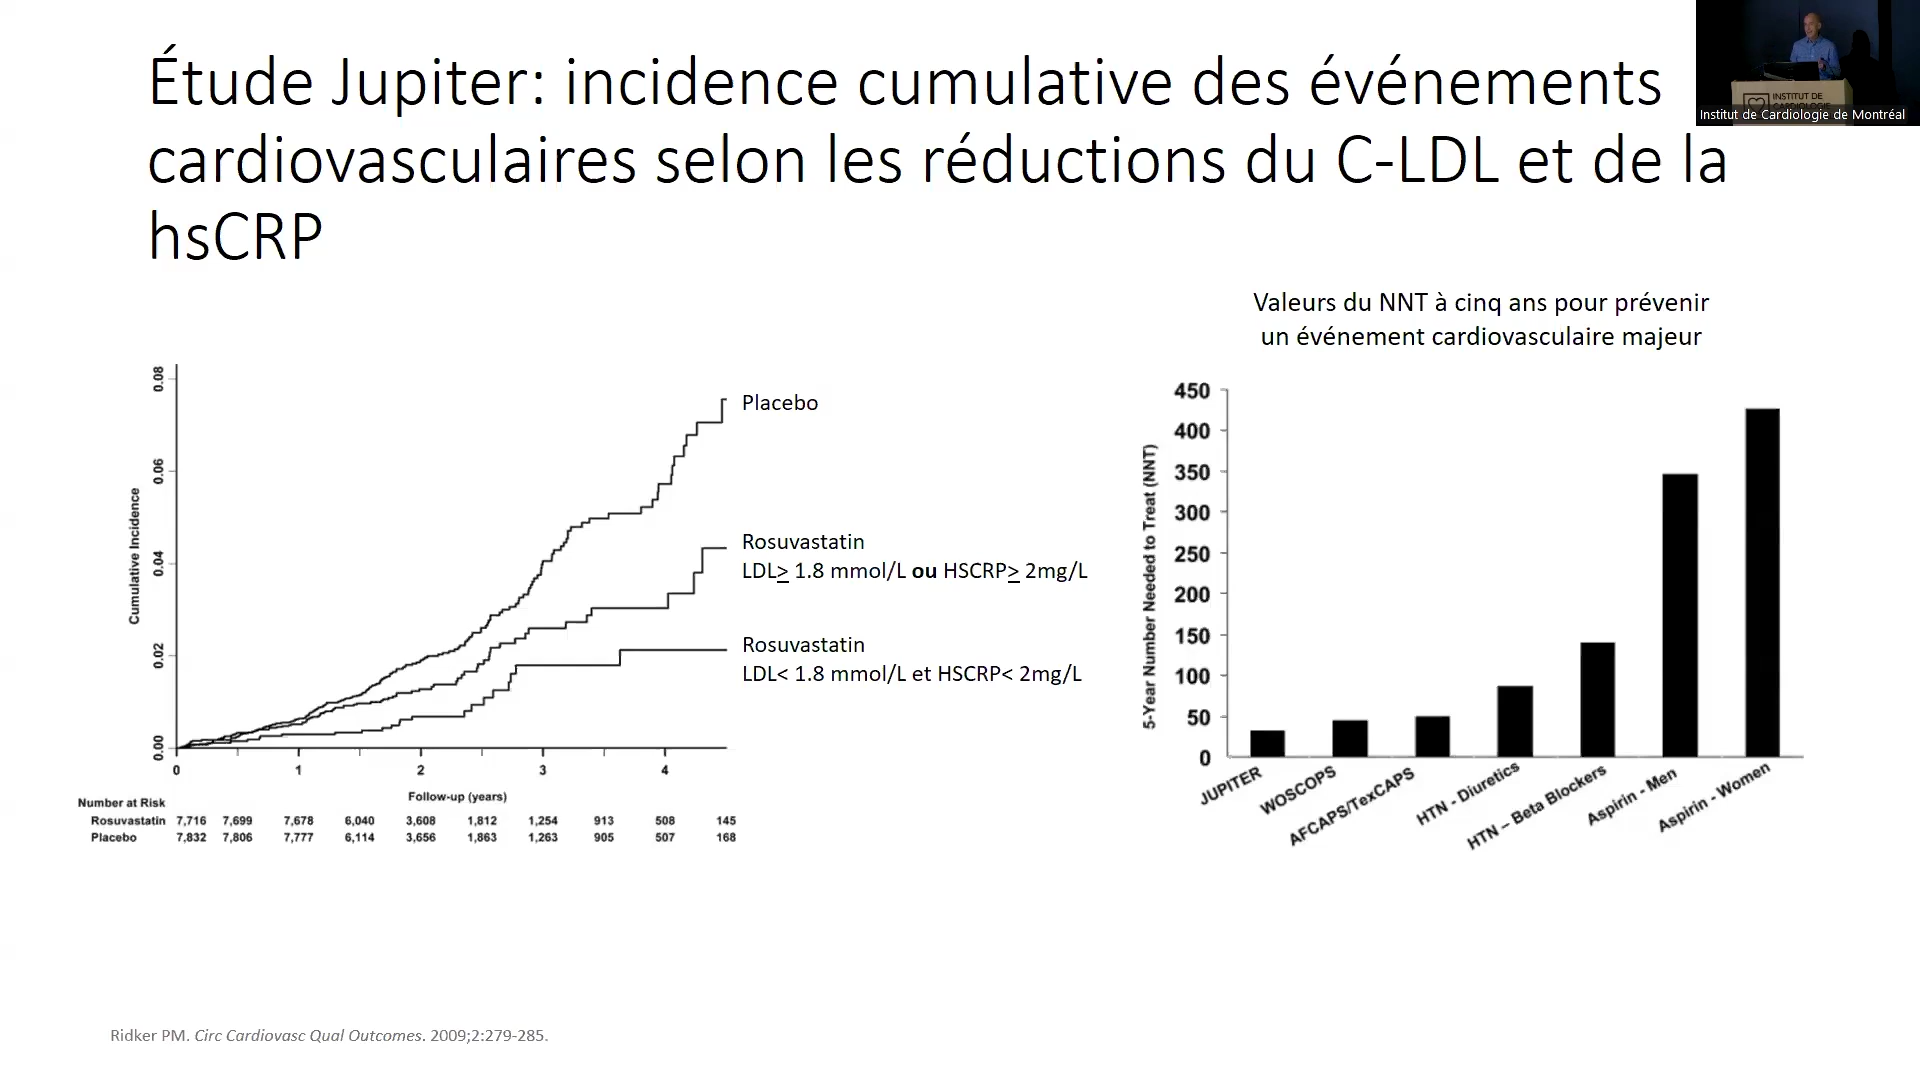 Étude Jupiter: incidence cumulative des événements
cardiovasculaires selon les réductions du C-LDL et de la
hsCRP
INSTITUT DE
CARDIOLOGIE
Institut de Cardiologie de Montréal
Valeurs du NNT à cinq ans pour prévenir
un événement cardiovasculaire majeur
Cumulative Incidence
0.08
0.06
0.04
0.02
0.00
0 1 2 3 4
Follow-up (years)
Placebo
Rosuvastatin
LDL≥ 1.8 mmol/L ou HSCRP≥ 2mg/L
Rosuvastatin
LDL< 1.8 mmol/L et HSCRP< 2mg/L
Number at Risk
Rosuvastatin 7,716 7,699 7,678 6,040 3,608 1,812 1,254 913 508 145
Placebo 7,832 7,806 7,777 6,114 3,656 1,863 1,263 905 507 168
5-Year Number Needed to Treat (NNT)
450
400
350
300
250
200
150
100
50
0
JUPITER
WOSCOPS
AFCAPS/TexCAPS
HTN - Diuretics
HTN – Beta Blockers
Aspirin - Men
Aspirin - Women
Ridker PM. Circ Cardiovasc Qual Outcomes. 2009;2:279-285.